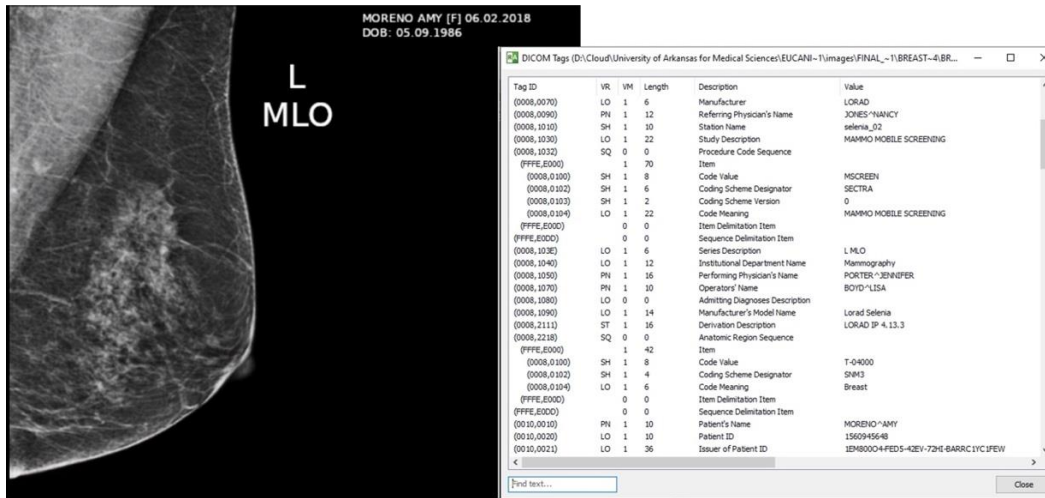 MORENO AMY [F] 06.02.2018
DOB: 05.09.1986
L
MLO
DICOM Tags (D:\Cloud\University of Arkansas for Medical Sciences\EUCANI~1\images\FINAL_~1\BREAST~4\BR...
Tag ID VR VM Length Description Value
(0008,0070) LO 1 6 Manufacturer LORAD
(0008,0090) PN 1 12 Referring Physician's Name JONES^NANCY
(0008,1010) SH 1 10 Station Name selenia_02
(0008,1030) LO 1 22 Study Description MAMMO MOBILE SCREENING
(0008,1032) SQ 0 0 Procedure Code Sequence
(FFFE,E000) 1 70 Item
(0008,0100) SH 1 8 Code Value MSCREEN
(0008,0102) SH 1 6 Coding Scheme Designator SECTRA
(0008,0103) SH 1 2 Coding Scheme Version 0
(0008,0104) LO 1 22 Code Meaning MAMMO MOBILE SCREENING
(FFFE,E00D) 0 0 Item Delimitation Item
(FFFE,E0DD) 0 0 Sequence Delimitation Item
(0008,103E) LO 1 6 Series Description L MLO
(0008,1040) LO 1 12 Institutional Department Name Mammography
(0008,1050) PN 1 16 Performing Physician's Name PORTER^JENNIFER
(0008,1070) PN 1 10 Operators' Name BOYD^LISA
(0008,1080) LO 0 0 Admitting Diagnoses Description
(0008,1090) LO 1 14 Manufacturer's Model Name Lorad Selenia
(0008,2111) ST 1 16 Derivation Description LORAD IP 4.13.3
(0008,2218) SQ 0 0 Anatomic Region Sequence
(FFFE,E000) 1 42 Item
(0008,0100) SH 1 8 Code Value T-04000
(0008,0102) SH 1 4 Coding Scheme Designator SNM3
(0008,0104) LO 1 6 Code Meaning Breast
(FFFE,E00D) 0 0 Item Delimitation Item
(FFFE,E0DD) 0 0 Sequence Delimitation Item
(0010,0010) PN 1 10 Patient's Name MORENO^AMY
(0010,0020) LO 1 10 Patient ID 1560945648
(0010,0021) LO 1 36 Issuer of Patient ID 1EM800O4-FED5-42EV-72HI-BARRC1YC1FEW
Find text...
Close